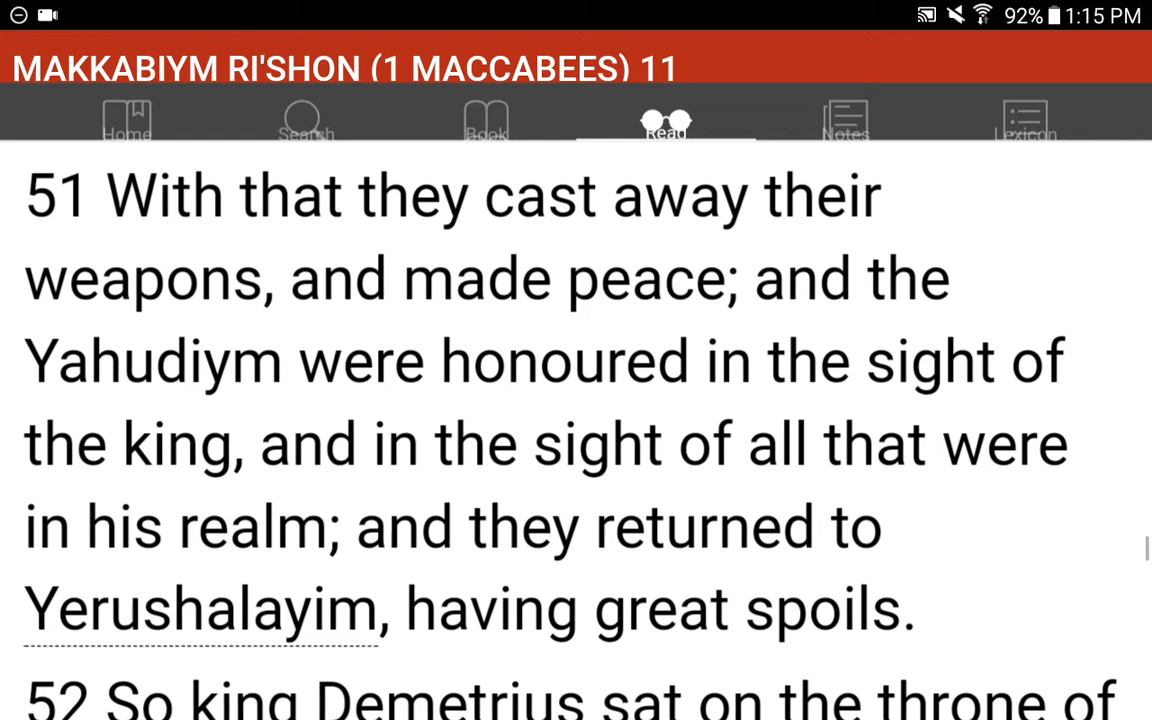 92% 1:15 PM
MAKKABIYM RI'SHON (1 MACCABEES) 11
Home Search Book Read Notes Lexicon
51 With that they cast away their
weapons, and made peace; and the
Yahudiym were honoured in the sight of
the king, and in the sight of all that were
in his realm; and they returned to
Yerushalayim, having great spoils.
52 So king Demetrius sat on the throne of